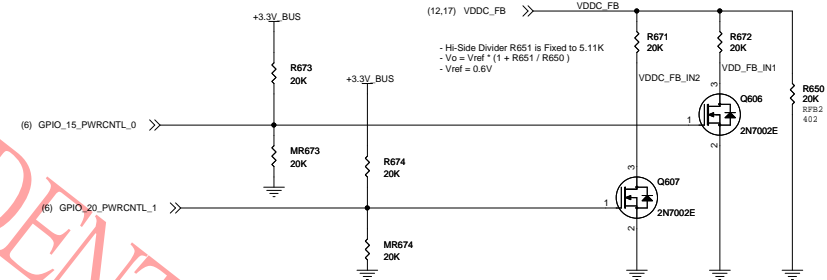 (12,17) VDDC_FB
VDDC_FB
+3.3V_BUS
R671
20K
R672
20K
- Hi-Side Divider R651 is Fixed to 5.11K
- Vo = Vref * (1 + R651 / R650 )
- Vref = 0.6V
R673
20K
+3.3V_BUS
VDDC_FB_IN2
VDD_FB_IN1
3
Q606
R650
20K
RFB2
402
(6) GPIO_15_PWRCNTL_0
1
2N7002E
2
MR673
20K
R674
20K
3
Q607
(6) GPIO_20_PWRCNTL_1
1
2N7002E
2
MR674
20K
DENT